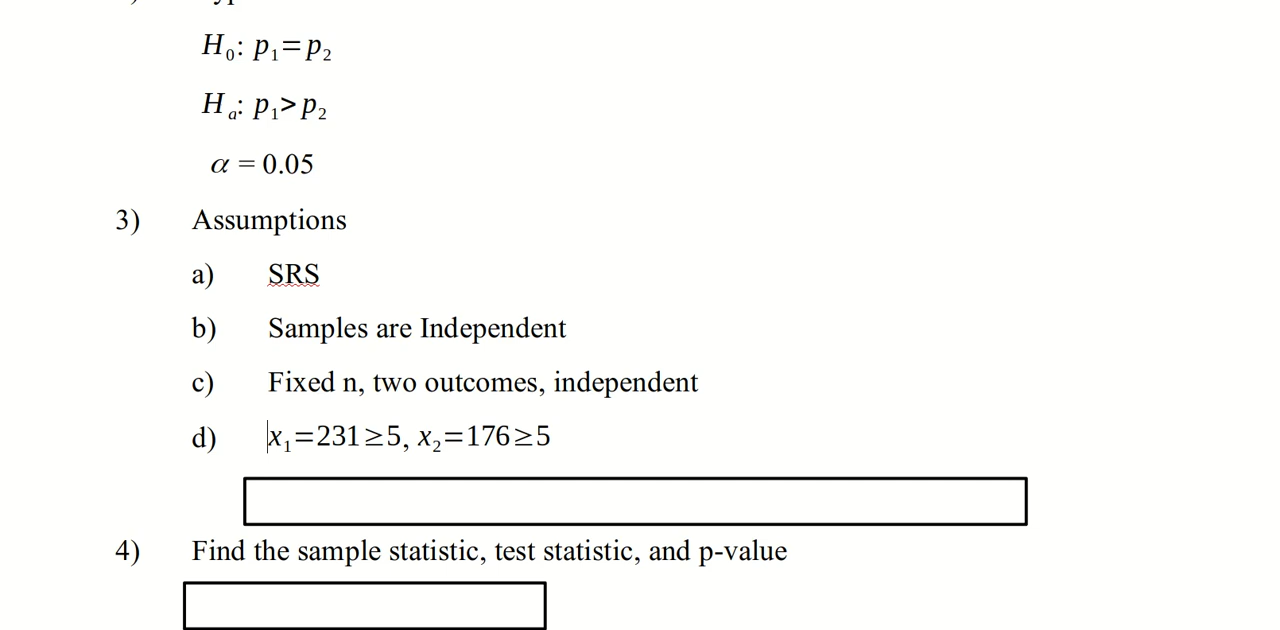 H₀: p₁=p₂
Hₐ: p₁>p₂
α = 0.05
3) Assumptions
a) SRS
b) Samples are Independent
c) Fixed n, two outcomes, independent
d) x₁=231≥5, x₂=176≥5
4) Find the sample statistic, test statistic, and p-value